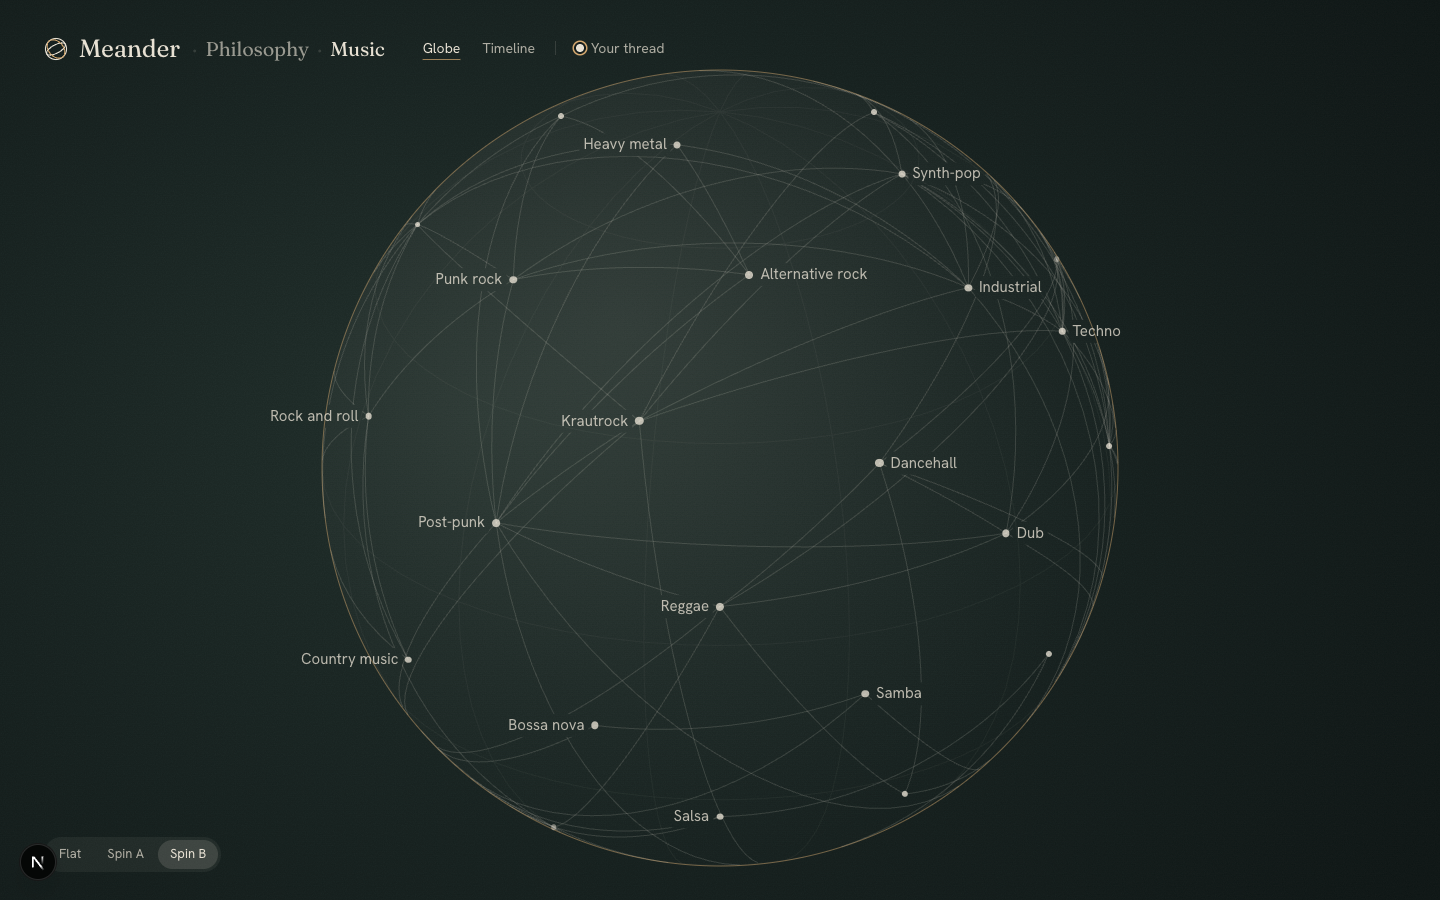 Meander · Philosophy · Music Globe Timeline Your thread
Heavy metal
Synth-pop
Punk rock
Alternative rock
Industrial
Techno
Rock and roll
Krautrock
Dancehall
Post-punk
Dub
Reggae
Country music
Samba
Bossa nova
Salsa
N Flat Spin A Spin B